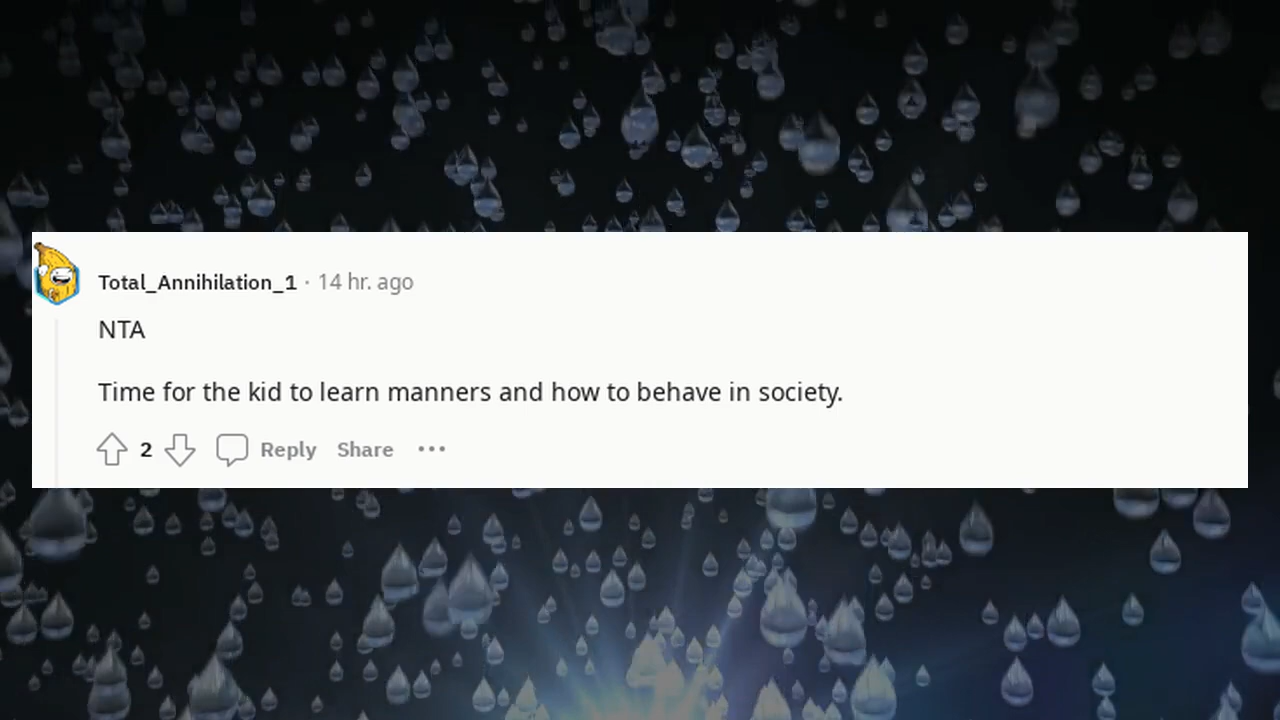 Total_Annihilation_1 · 14 hr. ago
NTA
Time for the kid to learn manners and how to behave in society.
2 Reply Share •••